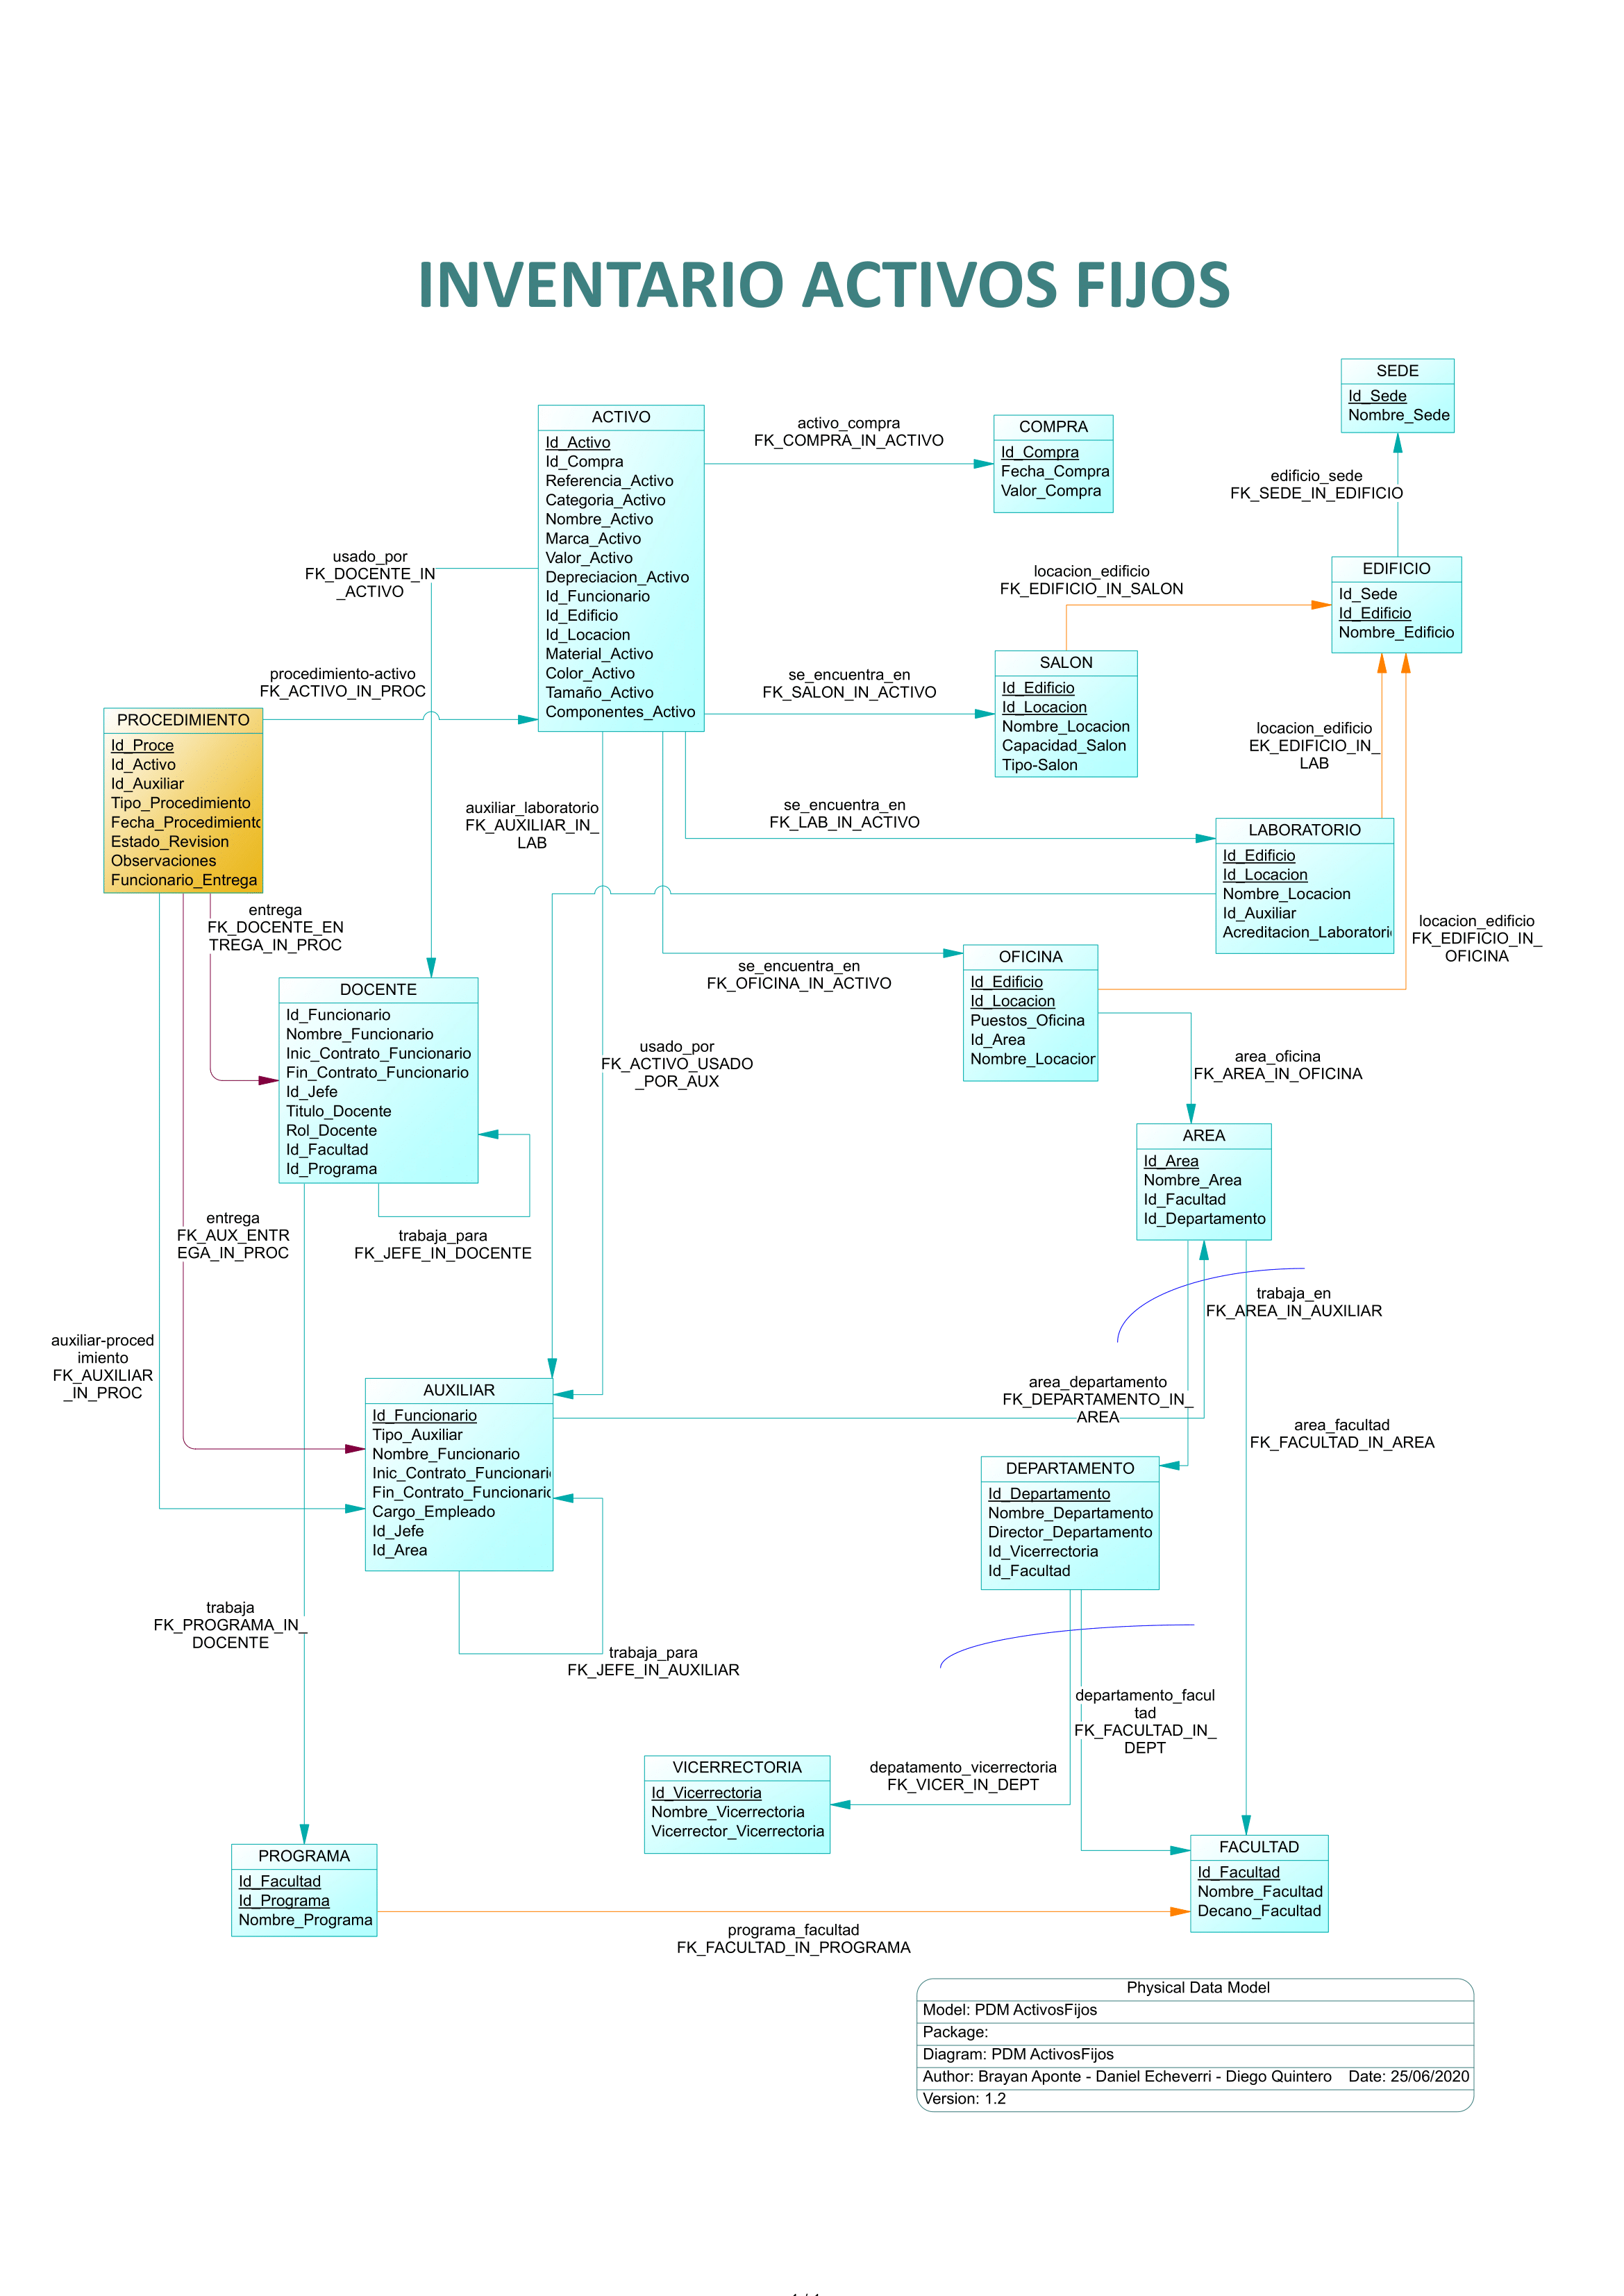 INVENTARIO ACTIVOS FIJOS
SEDE
Id_Sede
Nombre_Sede
ACTIVO
Id_Activo
Id_Compra
Referencia_Activo
Categoria_Activo
Nombre_Activo
Marca_Activo
Valor_Activo
Depreciacion_Activo
Id_Funcionario
Id_Edificio
Id_Locacion
Material_Activo
Color_Activo
Tamaño_Activo
Componentes_Activo
activo_compra
FK_COMPRA_IN_ACTIVO
COMPRA
Id_Compra
Fecha_Compra
Valor_Compra
edificio_sede
FK_SEDE_IN_EDIFICIO
usado_por
FK_DOCENTE_IN
_ACTIVO
locacion_edificio
FK_EDIFICIO_IN_SALON
EDIFICIO
Id_Sede
Id_Edificio
Nombre_Edificio
procedimiento-activo
FK_ACTIVO_IN_PROC
se_encuentra_en
FK_SALON_IN_ACTIVO
SALON
Id_Edificio
Id_Locacion
Nombre_Locacion
Capacidad_Salon
Tipo-Salon
PROCEDIMIENTO
Id_Proce
Id_Activo
Id_Auxiliar
Tipo_Procedimiento
Fecha_Procedimiento
Estado_Revision
Observaciones
Funcionario_Entrega
locacion_edificio
EK_EDIFICIO_IN_
LAB
auxiliar_laboratorio
FK_AUXILIAR_IN_
LAB
se_encuentra_en
FK_LAB_IN_ACTIVO
LABORATORIO
Id_Edificio
Id_Locacion
Nombre_Locacion
Id_Auxiliar
Acreditacion_Laboratori
entrega
FK_DOCENTE_EN
TREGA_IN_PROC
locacion_edificio
FK_EDIFICIO_IN_
OFICINA
se_encuentra_en
FK_OFICINA_IN_ACTIVO
OFICINA
Id_Edificio
Id_Locacion
Puestos_Oficina
Id_Area
Nombre_Locacion
DOCENTE
Id_Funcionario
Nombre_Funcionario
Inic_Contrato_Funcionario
Fin_Contrato_Funcionario
Id_Jefe
Titulo_Docente
Rol_Docente
Id_Facultad
Id_Programa
usado_por
FK_ACTIVO_USADO
_POR_AUX
area_oficina
FK_AREA_IN_OFICINA
AREA
Id_Area
Nombre_Area
Id_Facultad
Id_Departamento
entrega
FK_AUX_ENTR
EGA_IN_PROC
trabaja_para
FK_JEFE_IN_DOCENTE
trabaja_en
FK_AREA_IN_AUXILIAR
auxiliar-proced
imiento
FK_AUXILIAR
_IN_PROC
AUXILIAR
Id_Funcionario
Tipo_Auxiliar
Nombre_Funcionario
Inic_Contrato_Funcionari
Fin_Contrato_Funcionario
Cargo_Empleado
Id_Jefe
Id_Area
area_departamento
FK_DEPARTAMENTO_IN_
AREA
area_facultad
FK_FACULTAD_IN_AREA
DEPARTAMENTO
Id_Departamento
Nombre_Departamento
Director_Departamento
Id_Vicerrectoria
Id_Facultad
trabaja
FK_PROGRAMA_IN_
DOCENTE
trabaja_para
FK_JEFE_IN_AUXILIAR
departamento_facul
tad
FK_FACULTAD_IN_
DEPT
VICERRECTORIA
Id_Vicerrectoria
Nombre_Vicerrectoria
Vicerrector_Vicerrectoria
depatamento_vicerrectoria
FK_VICER_IN_DEPT
PROGRAMA
Id_Facultad
Id_Programa
Nombre_Programa
FACULTAD
Id_Facultad
Nombre_Facultad
Decano_Facultad
programa_facultad
FK_FACULTAD_IN_PROGRAMA
Physical Data Model
Model: PDM ActivosFijos
Package:
Diagram: PDM ActivosFijos
Author: Brayan Aponte - Daniel Echeverri - Diego Quintero Date: 25/06/2020
Version: 1.2